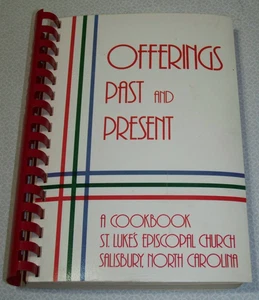 OFFERINGS
PAST AND
PRESENT
A COOKBOOK
ST. LUKE'S EPISCOPAL CHURCH
SALISBURY, NORTH CAROLINA